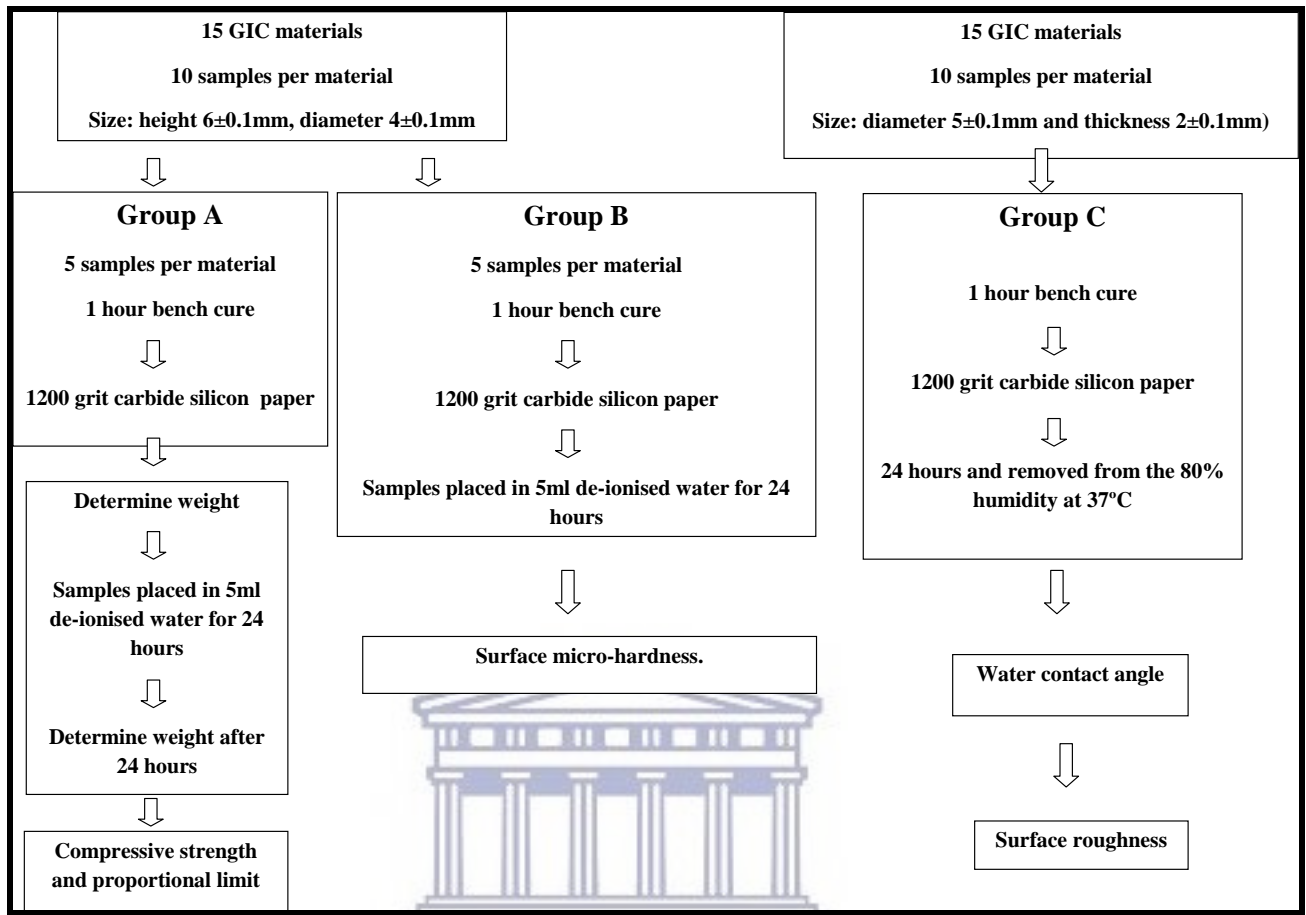 15 GIC materials
10 samples per material
Size: height 6±0.1mm, diameter 4±0.1mm
15 GIC materials
10 samples per material
Size: diameter 5±0.1mm and thickness 2±0.1mm)
Group A
5 samples per material
1 hour bench cure
1200 grit carbide silicon paper
Determine weight
Samples placed in 5ml
de-ionised water for 24
hours
Determine weight after
24 hours
Compressive strength
and proportional limit
Group B
5 samples per material
1 hour bench cure
1200 grit carbide silicon paper
Samples placed in 5ml de-ionised water for 24
hours
Surface micro-hardness.
Group C
1 hour bench cure
1200 grit carbide silicon paper
24 hours and removed from the 80%
humidity at 37ºC
Water contact angle
Surface roughness